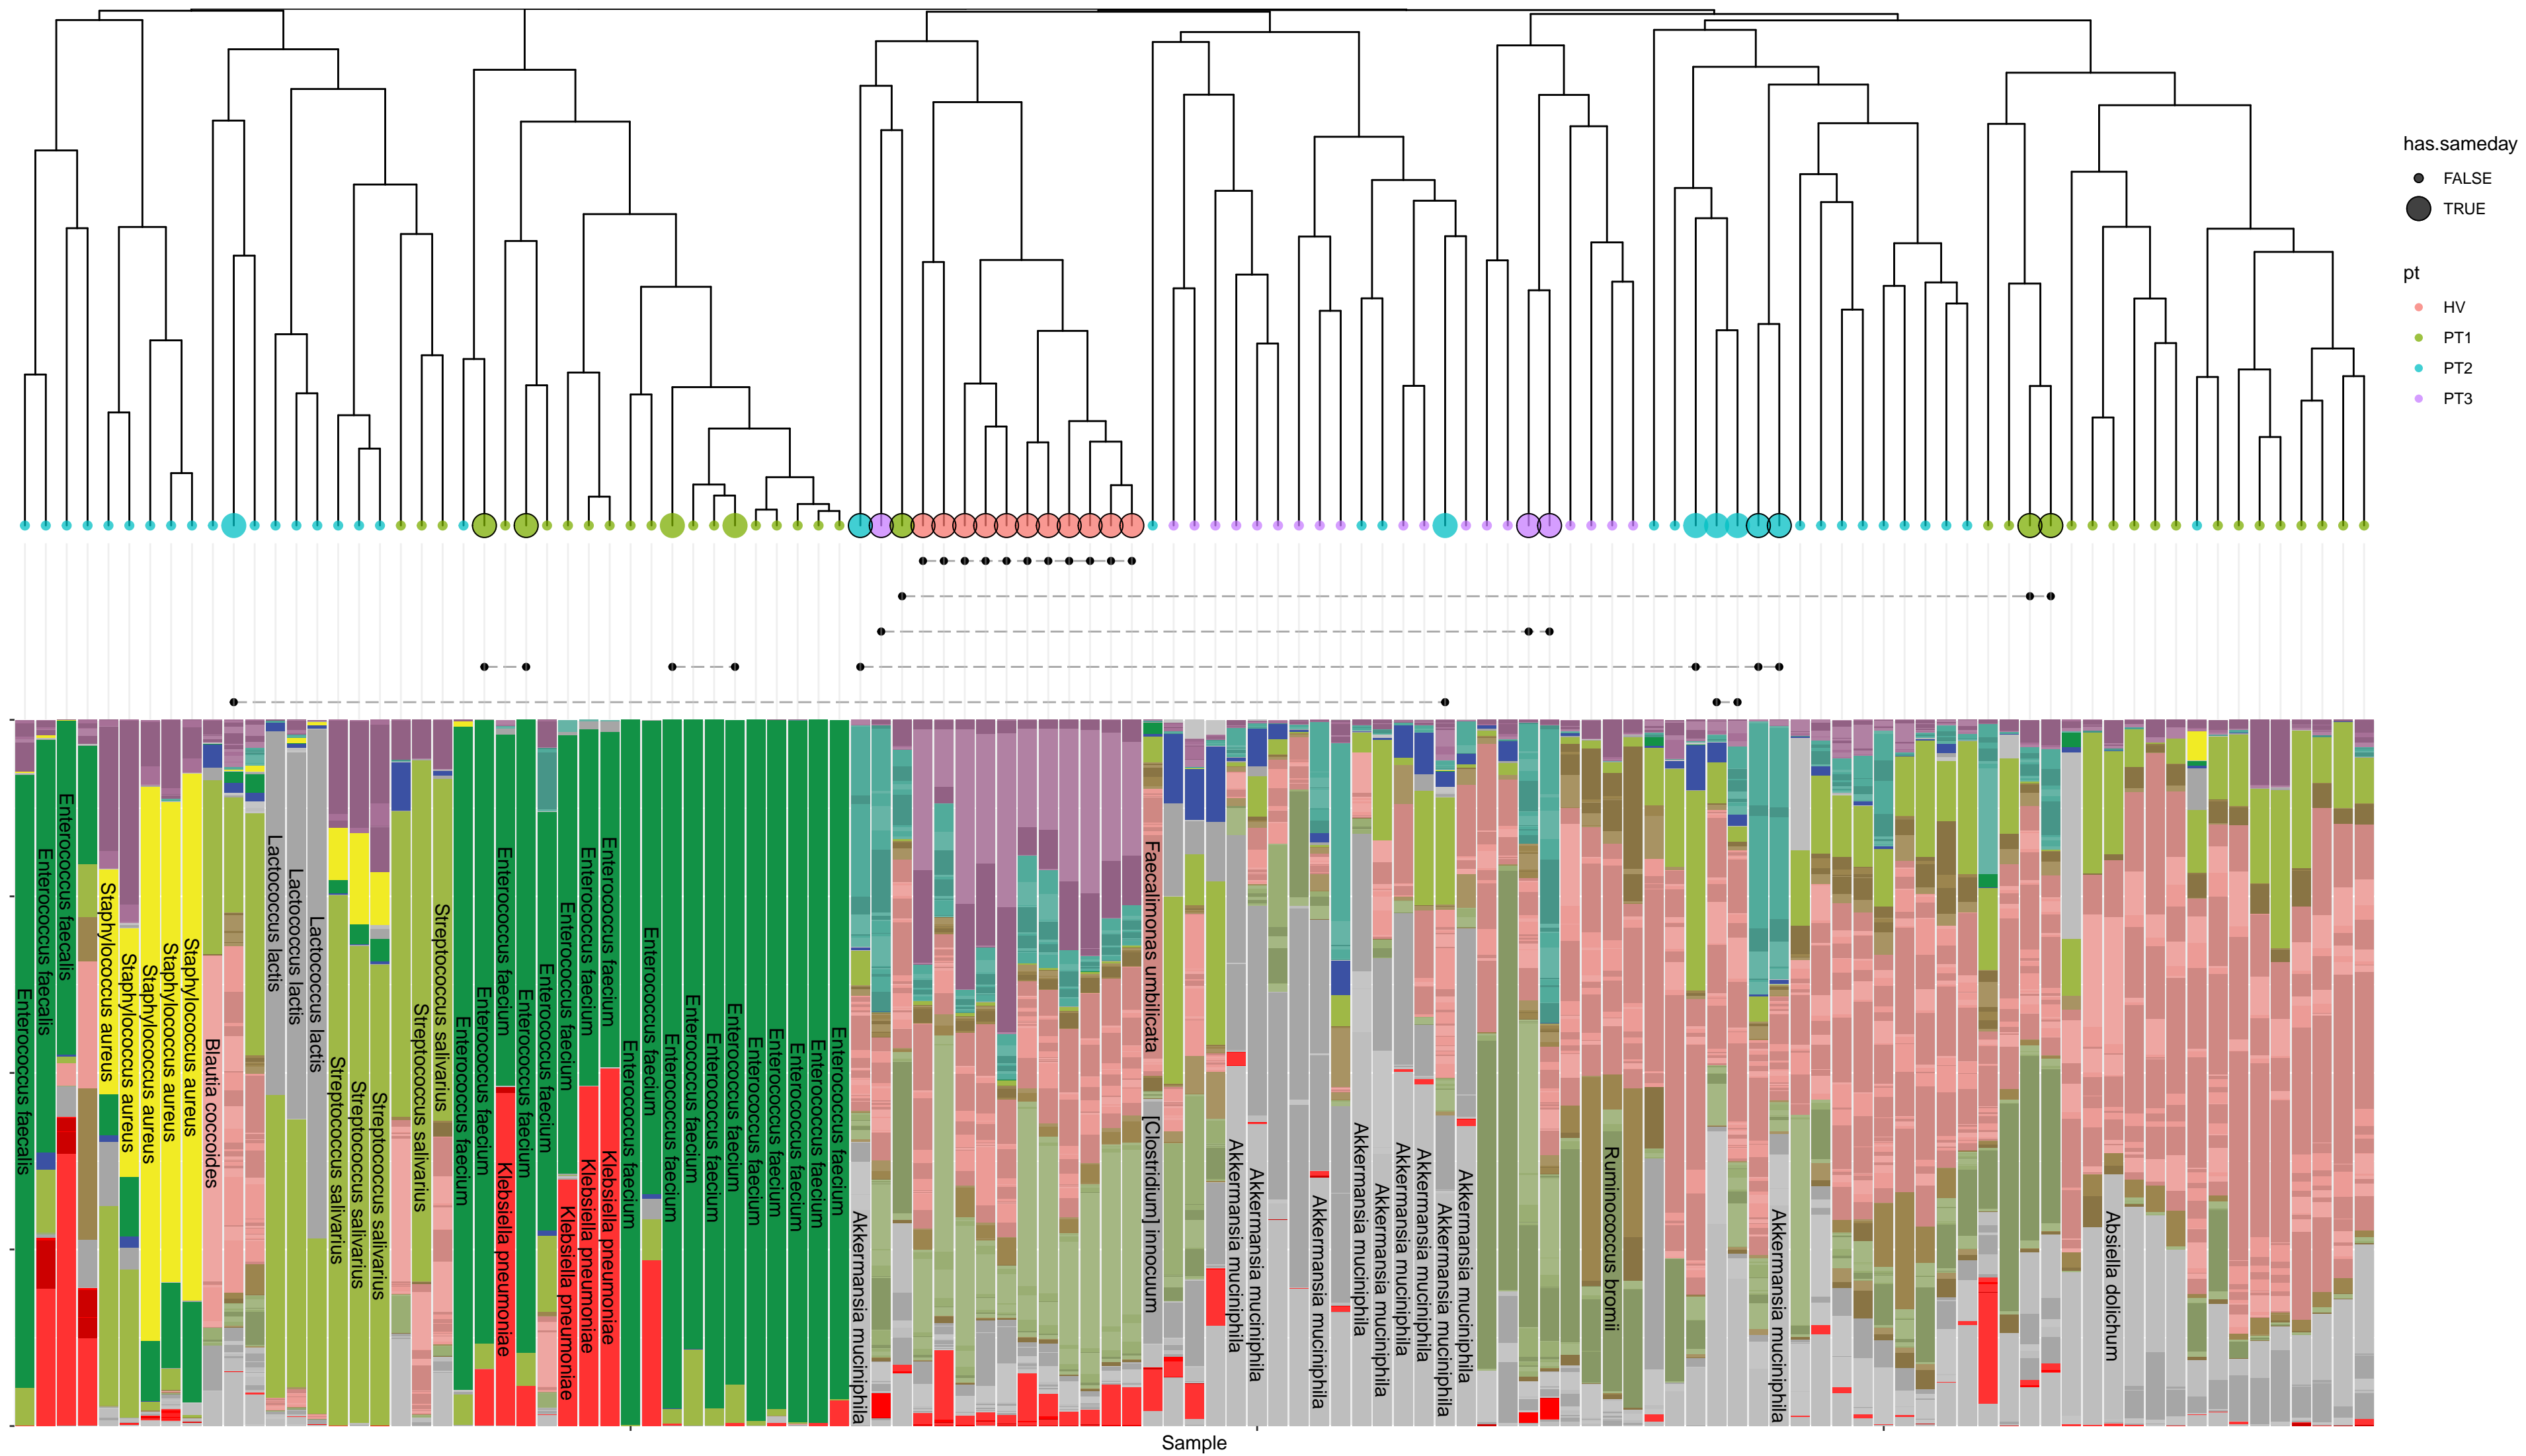 has.sameday
FALSE
TRUE
pt
HV
PT1
PT2
PT3
Enterococcus faecalis
Enterococcus faecalis
Enterococcus faecalis
Staphylococcus aureus
Staphylococcus aureus
Staphylococcus aureus
Staphylococcus aureus
Staphylococcus aureus
Blautia coccoides
Lactococcus lactis
Lactococcus lactis
Lactococcus lactis
Streptococcus salivarius
Streptococcus salivarius
Streptococcus salivarius
Streptococcus salivarius
Streptococcus salivarius
Enterococcus faecium
Enterococcus faecium
Enterococcus faecium
Klebsiella pneumoniae
Enterococcus faecium
Enterococcus faecium
Enterococcus faecium
Klebsiella pneumoniae
Enterococcus faecium
Klebsiella pneumoniae
Enterococcus faecium
Klebsiella pneumoniae
Enterococcus faecium
Enterococcus faecium
Enterococcus faecium
Enterococcus faecium
Enterococcus faecium
Enterococcus faecium
Enterococcus faecium
Enterococcus faecium
Enterococcus faecium
Enterococcus faecium
Enterococcus faecium
Akkermansia muciniphila
Faecalimonas umbilicata
[Clostridium] innocuum
Akkermansia muciniphila
Akkermansia muciniphila
Akkermansia muciniphila
Akkermansia muciniphila
Akkermansia muciniphila
Akkermansia muciniphila
Akkermansia muciniphila
Akkermansia muciniphila
Akkermansia muciniphila
Ruminococcus bromii
Akkermansia muciniphila
Absiella dolichum
Sample